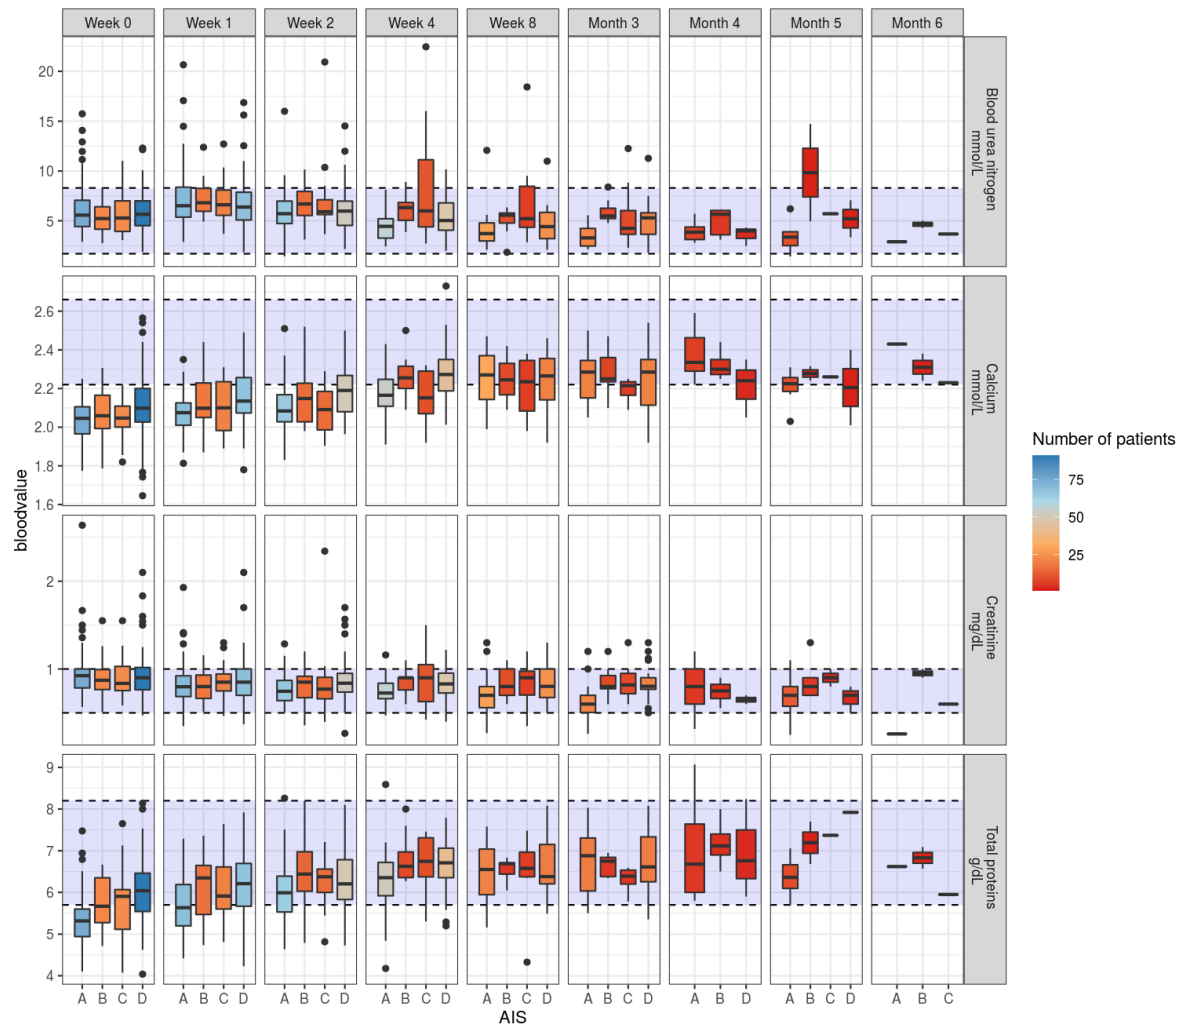 Week 0 Week 1 Week 2 Week 4 Week 8 Month 3 Month 4 Month 5 Month 6
20
15
10
5
Blood urea nitrogen
mmol/L
2.6
2.4
2.2
2.0
1.8
1.6
Calcium
mmol/L
2
1
Creatinine
mg/dL
9
8
7
6
5
4
Total proteins
g/dL
bloodvalue
A B C D A B C D A B C D A B C D A B C D A B C D A B D A B C D A B C
AIS
Number of patients
75
50
25